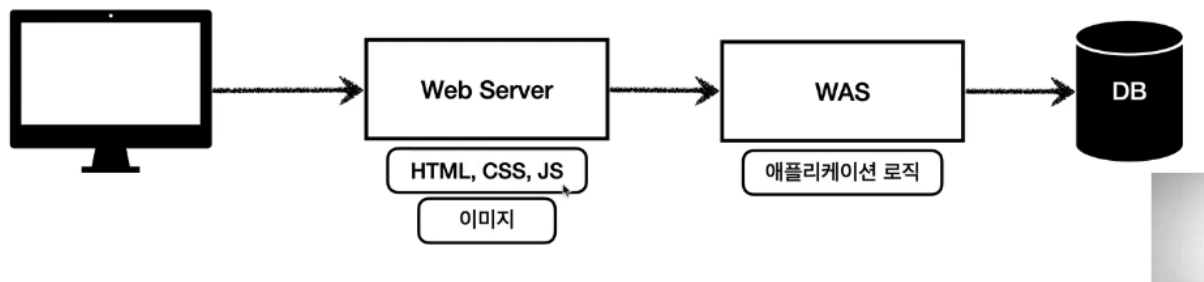 Web Server
WAS
DB
HTML, CSS, JS
애플리케이션 로직
이미지